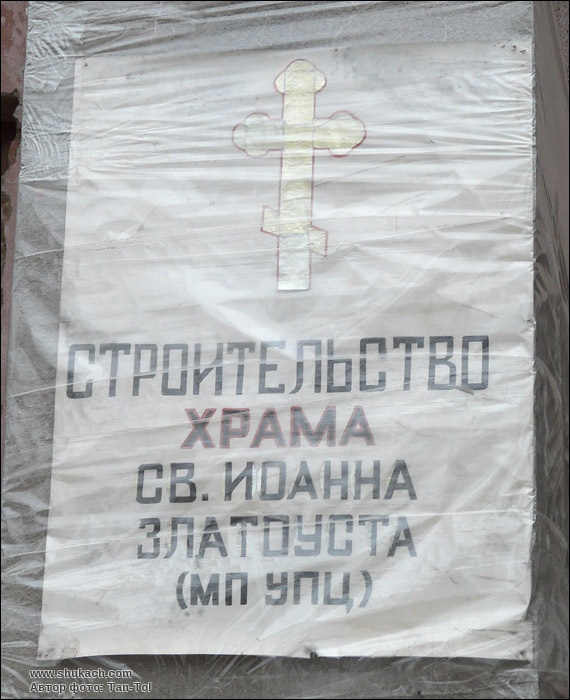 СТРОИТЕЛЬСТВО
ХРАМА
СВ. ИОАННА
ЗЛАТОУСТА
(МП УПЦ)
www.shukach.com
Автор фото: Tan-Tol